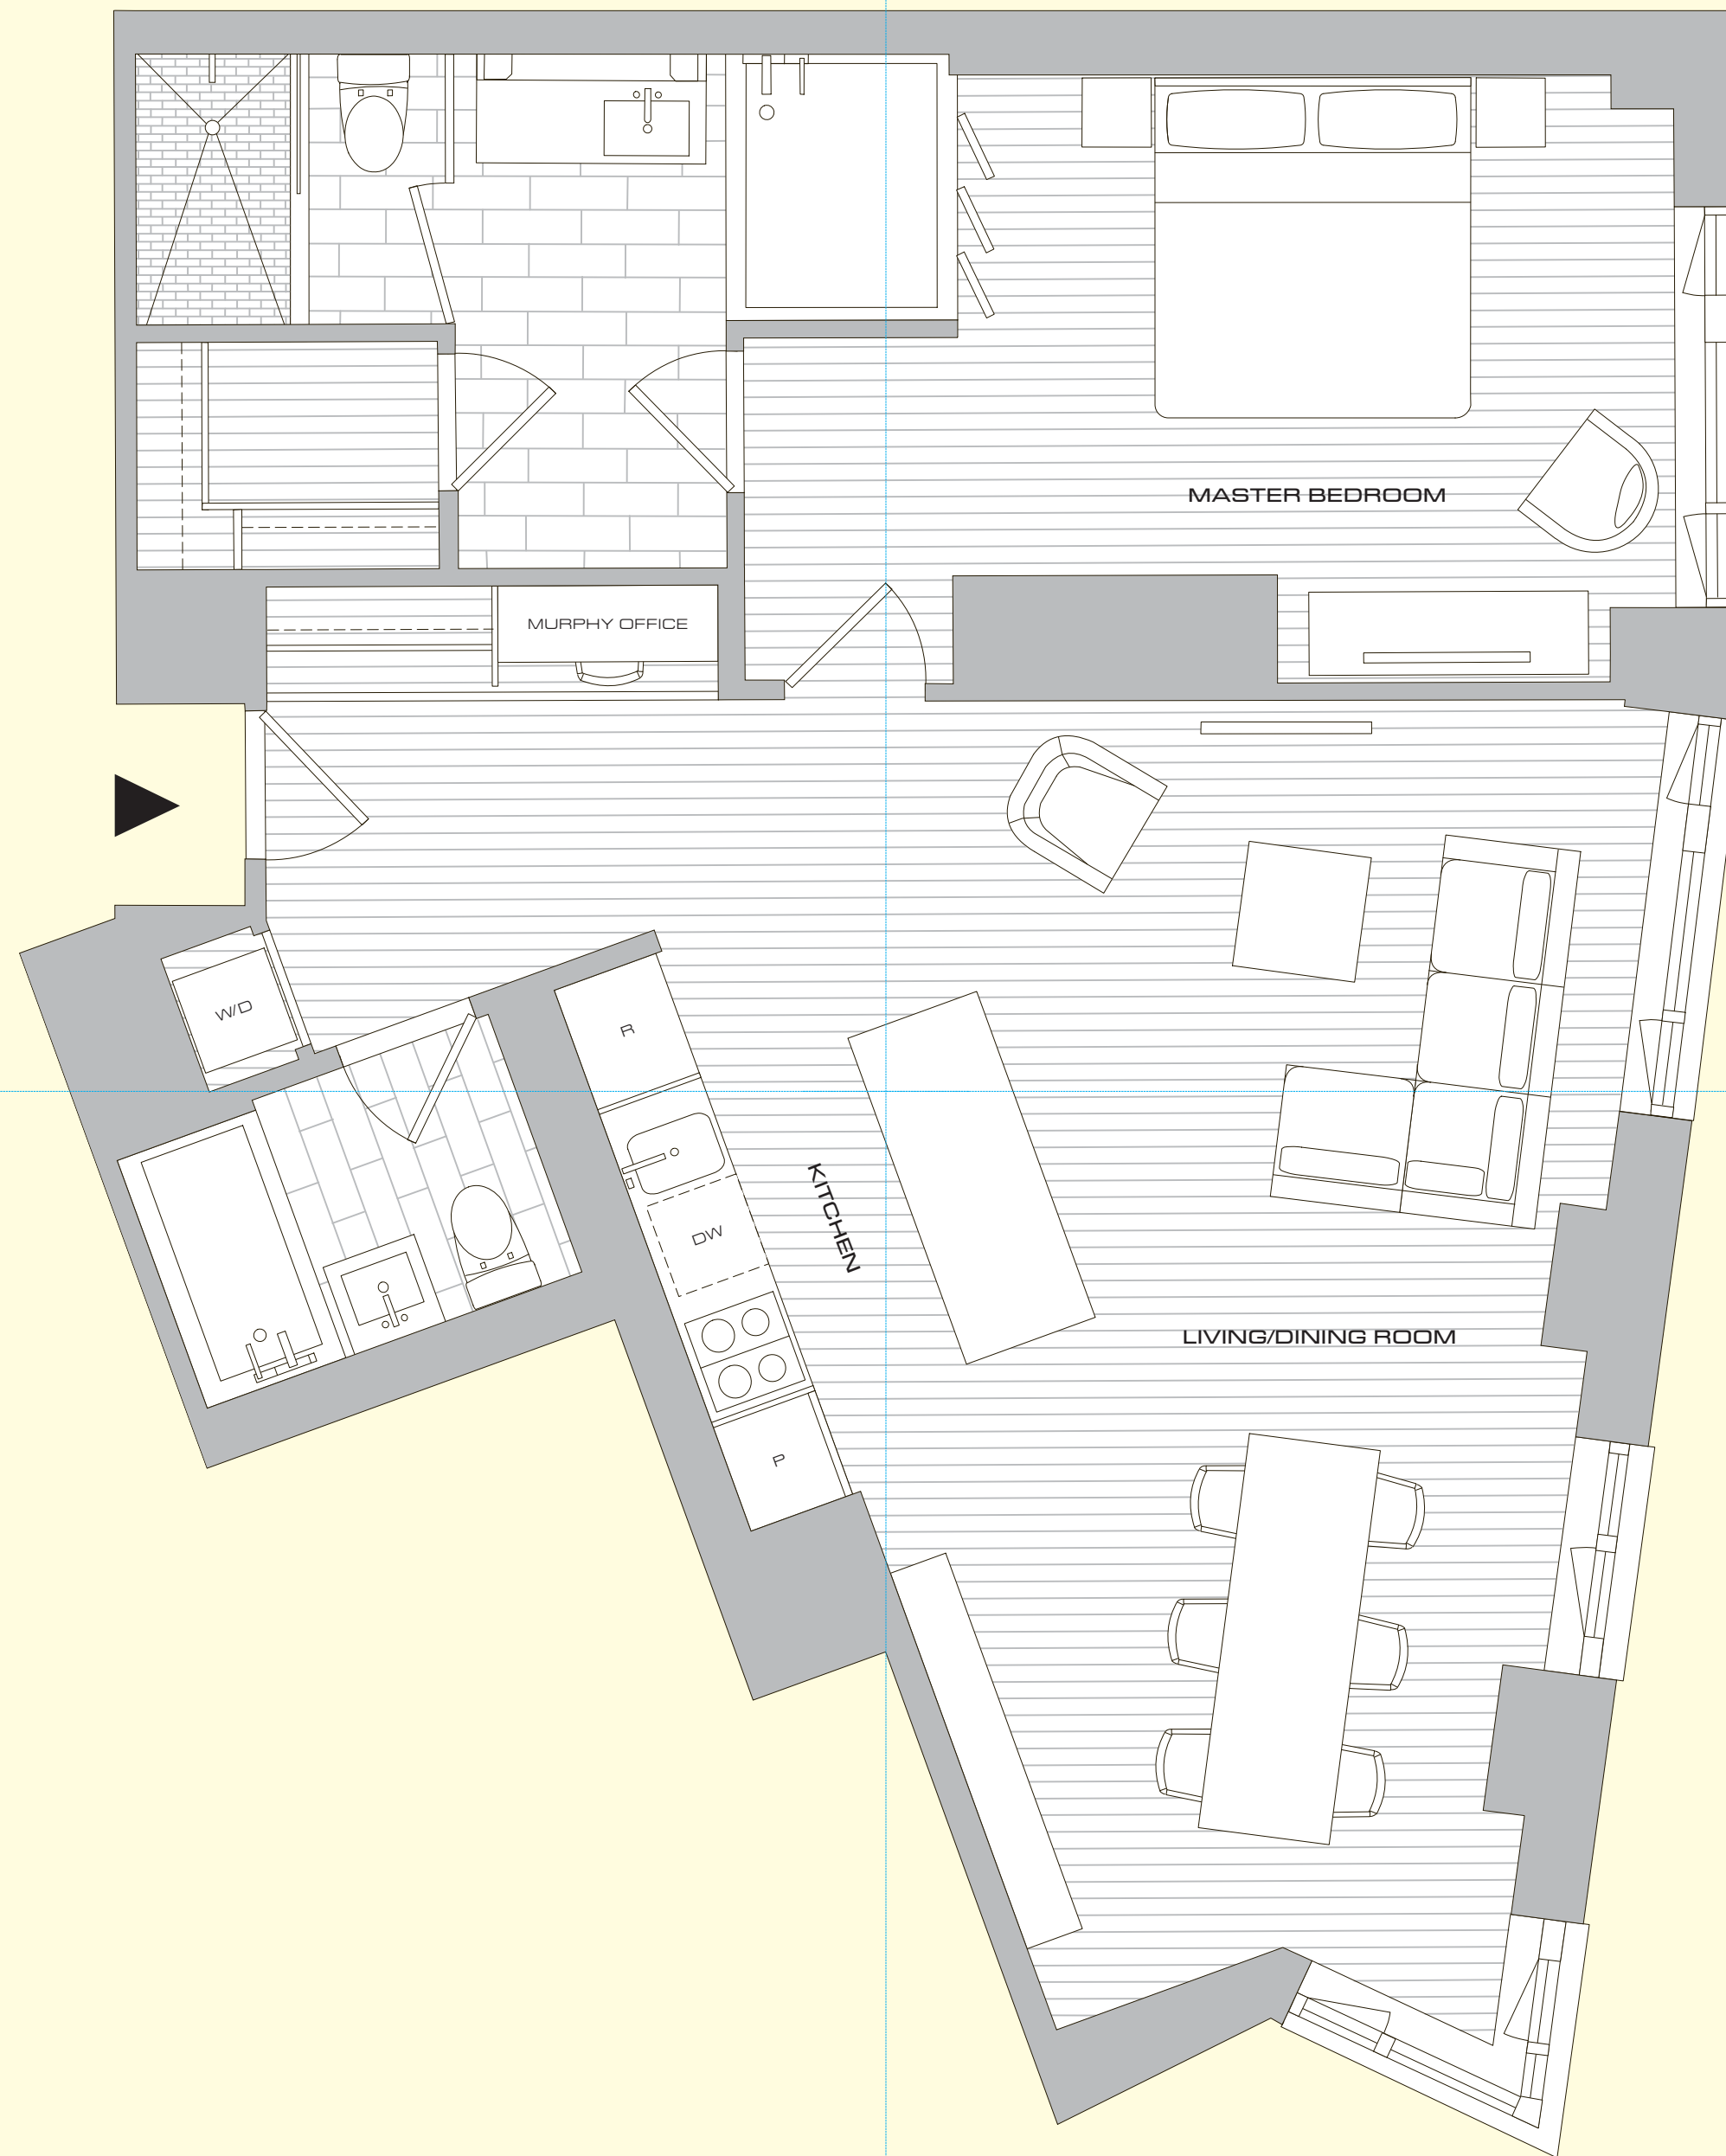 MASTER BEDROOM
MURPHY OFFICE
W/D
R
DW
KITCHEN
LIVING/DINING ROOM
P